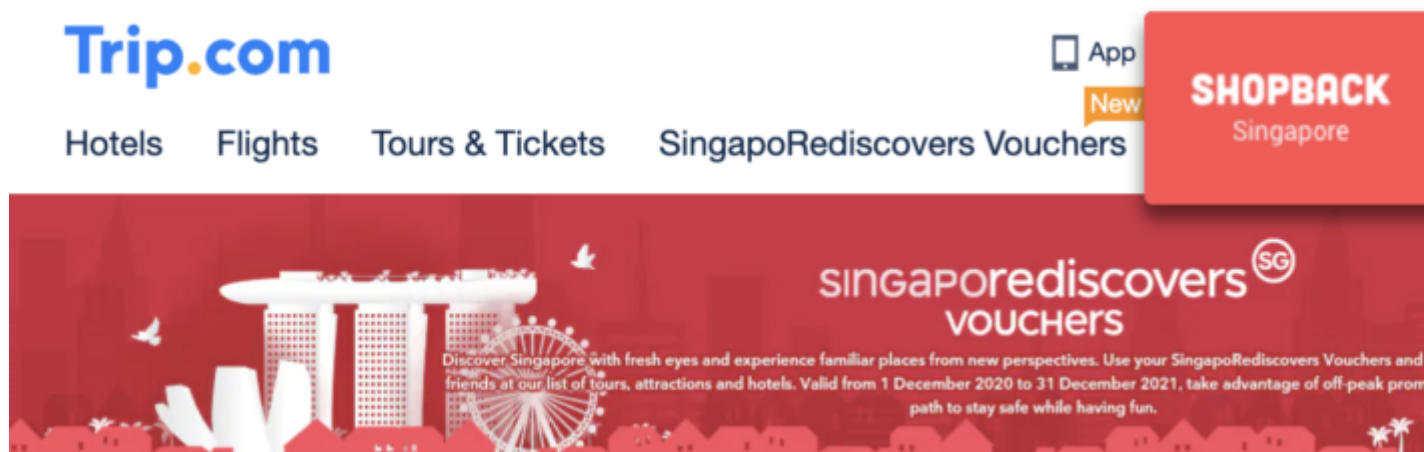 Trip.com
App
New
SHOPBACK
Singapore
Hotels Flights Tours & Tickets SingapoRediscovers Vouchers
SG
SINGAPOrediscovers
VOUCHers
Discover Singapore with fresh eyes and experience familiar places from new perspectives. Use your SingapoRediscovers Vouchers and
friends at our list of tours, attractions and hotels. Valid from 1 December 2020 to 31 December 2021, take advantage of off-peak prom
path to stay safe while having fun.